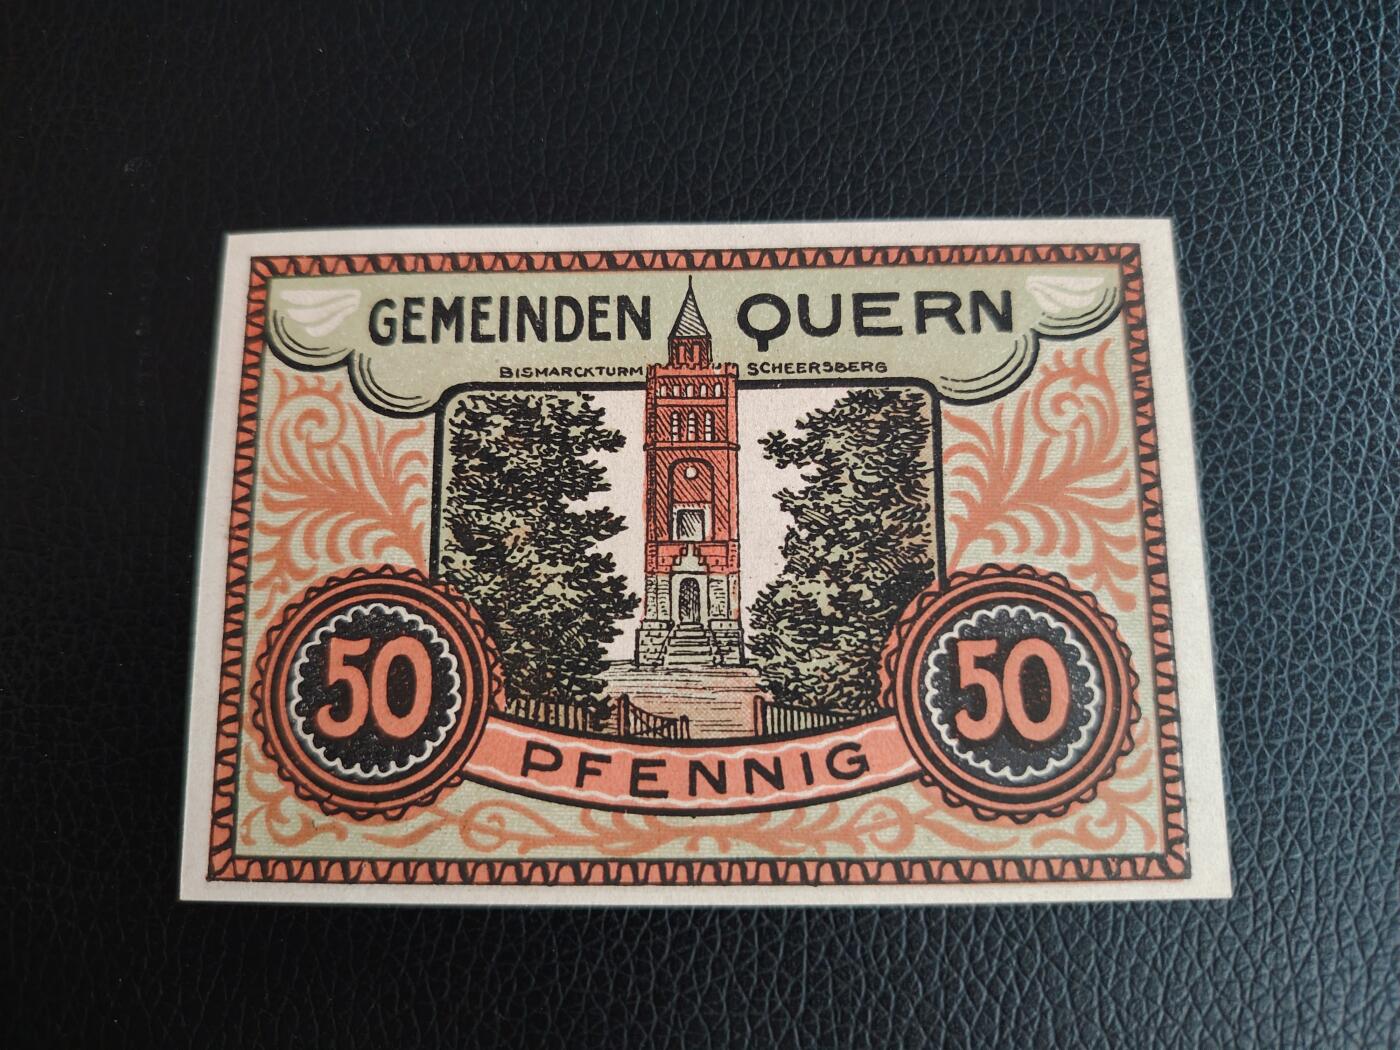 GEMEINDEN QUERN
BISMARCKTURM SCHEERSBERG
50 50
PFENNIG